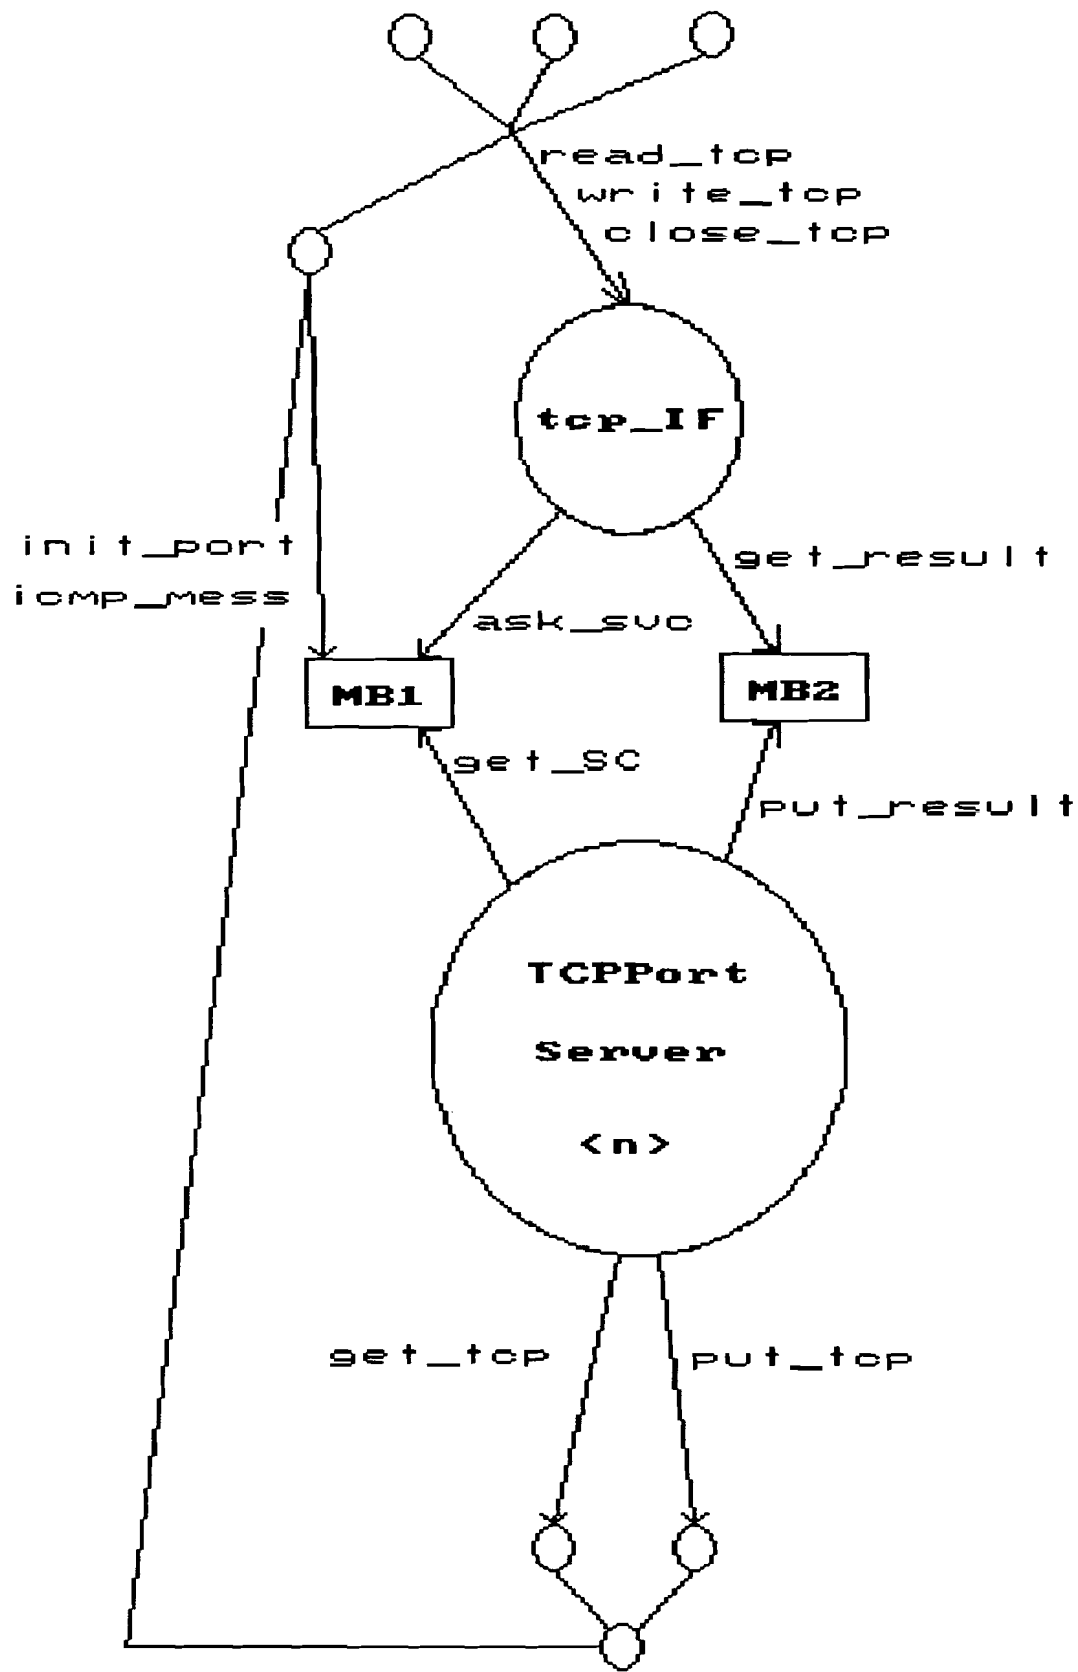 read_tcp
write_tcp
close_tcp
tcp_IF
init_port
get_result
icmp_mess
ask_svc
MB1
MB2
get_SC
put_result
TCPPort
Server
<n>
get_tcp
put_tcp